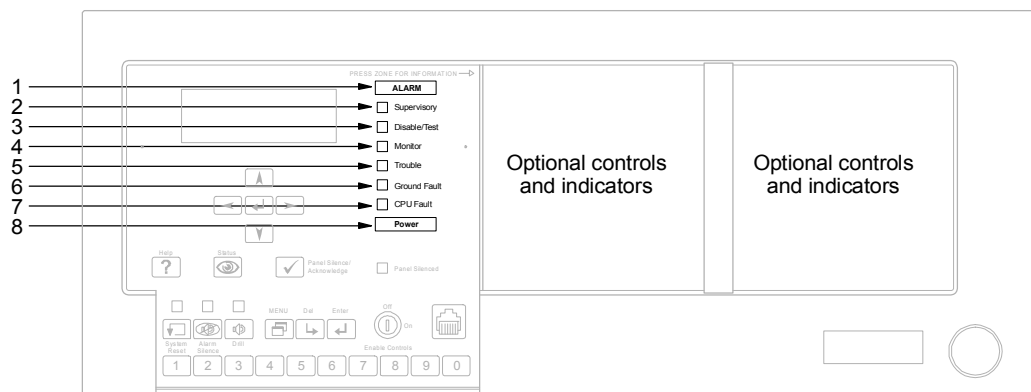 PRESS ZONE FOR INFORMATION
1 ALARM
2 Supervisory
3 Disable/Test
4 Monitor
5 Trouble
6 Ground Fault
7 CPU Fault
8 Power
Optional controls
and indicators
Optional controls
and indicators
Help
?
Status
Panel Silence/
Acknowledge
Panel Silenced
MENU Del Enter
Off
On
System
Reset
Alarm
Silence
Drill
Enable Controls
1 2 3 4 5 6 7 8 9 0